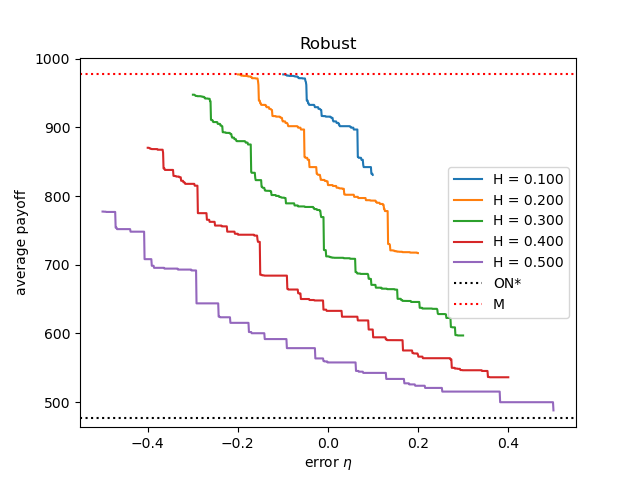 Robust
1000
900
800
700
600
500
average payoff
−0.4
−0.2
0.0
0.2
0.4
error η
H = 0.100
H = 0.200
H = 0.300
H = 0.400
H = 0.500
ON*
M